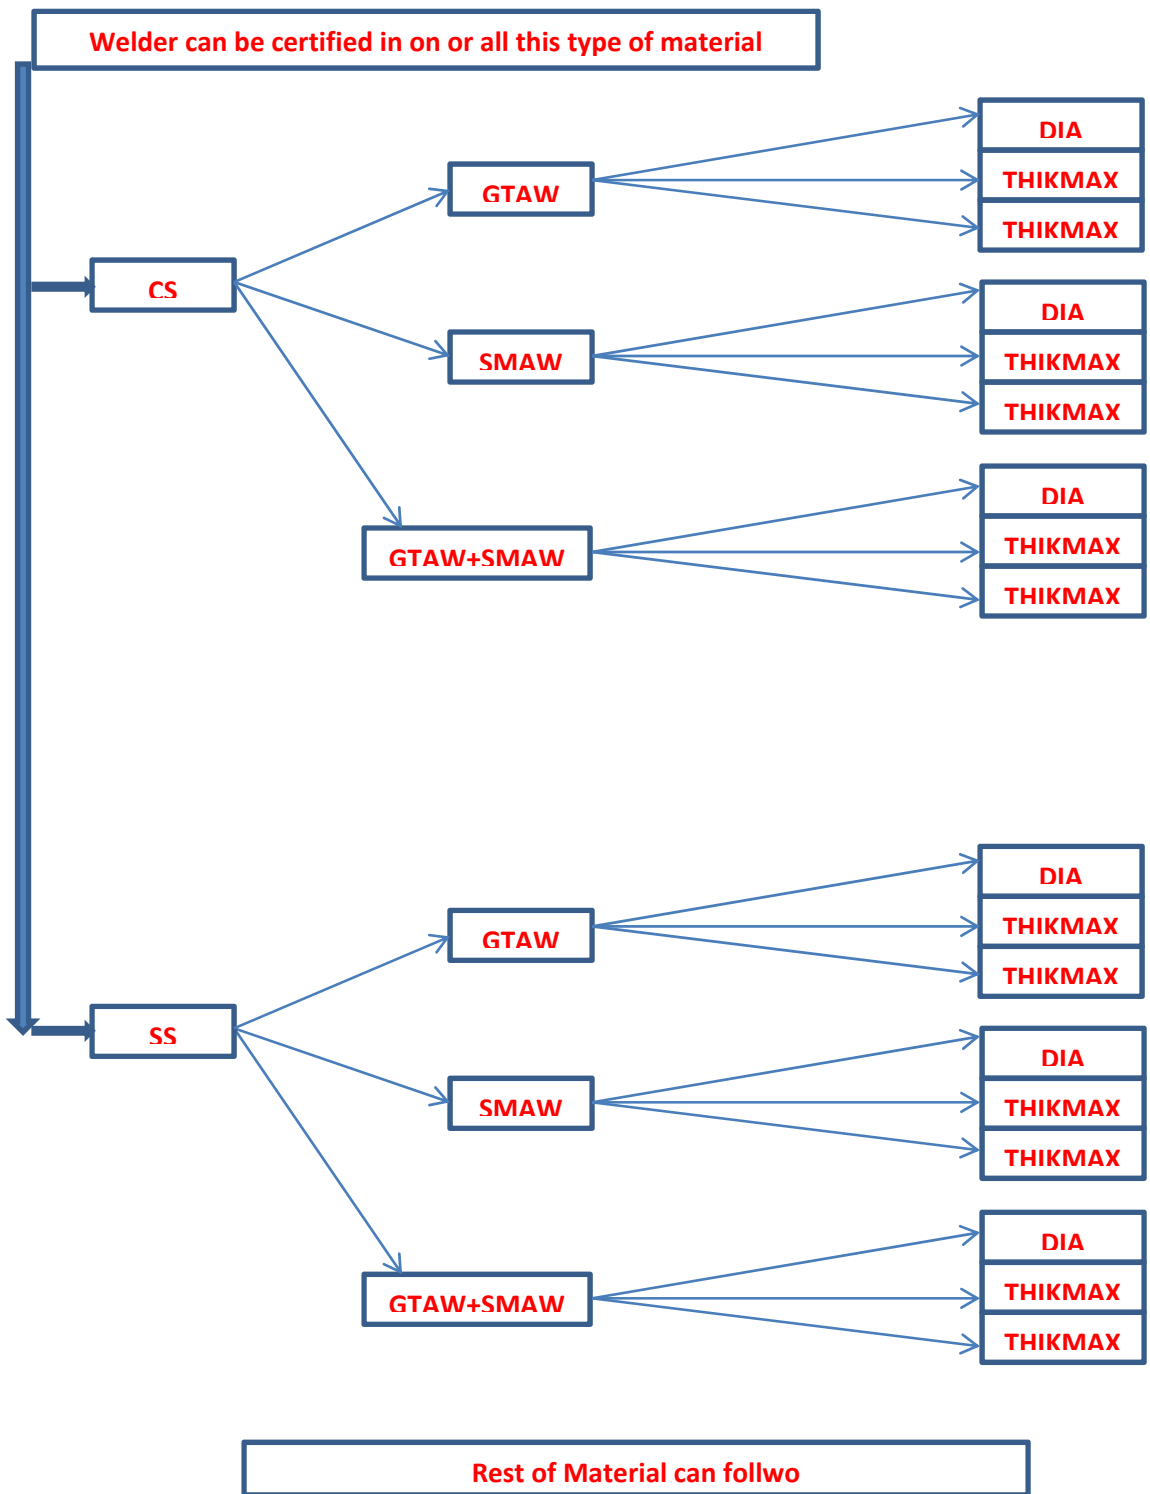 Welder can be certified in on or all this type of material
DIA
GTAW
THIKMAX
THIKMAX
CS
DIA
SMAW
THIKMAX
THIKMAX
DIA
GTAW+SMAW
THIKMAX
THIKMAX
DIA
GTAW
THIKMAX
THIKMAX
SS
DIA
SMAW
THIKMAX
THIKMAX
DIA
GTAW+SMAW
THIKMAX
THIKMAX
Rest of Material can follwo